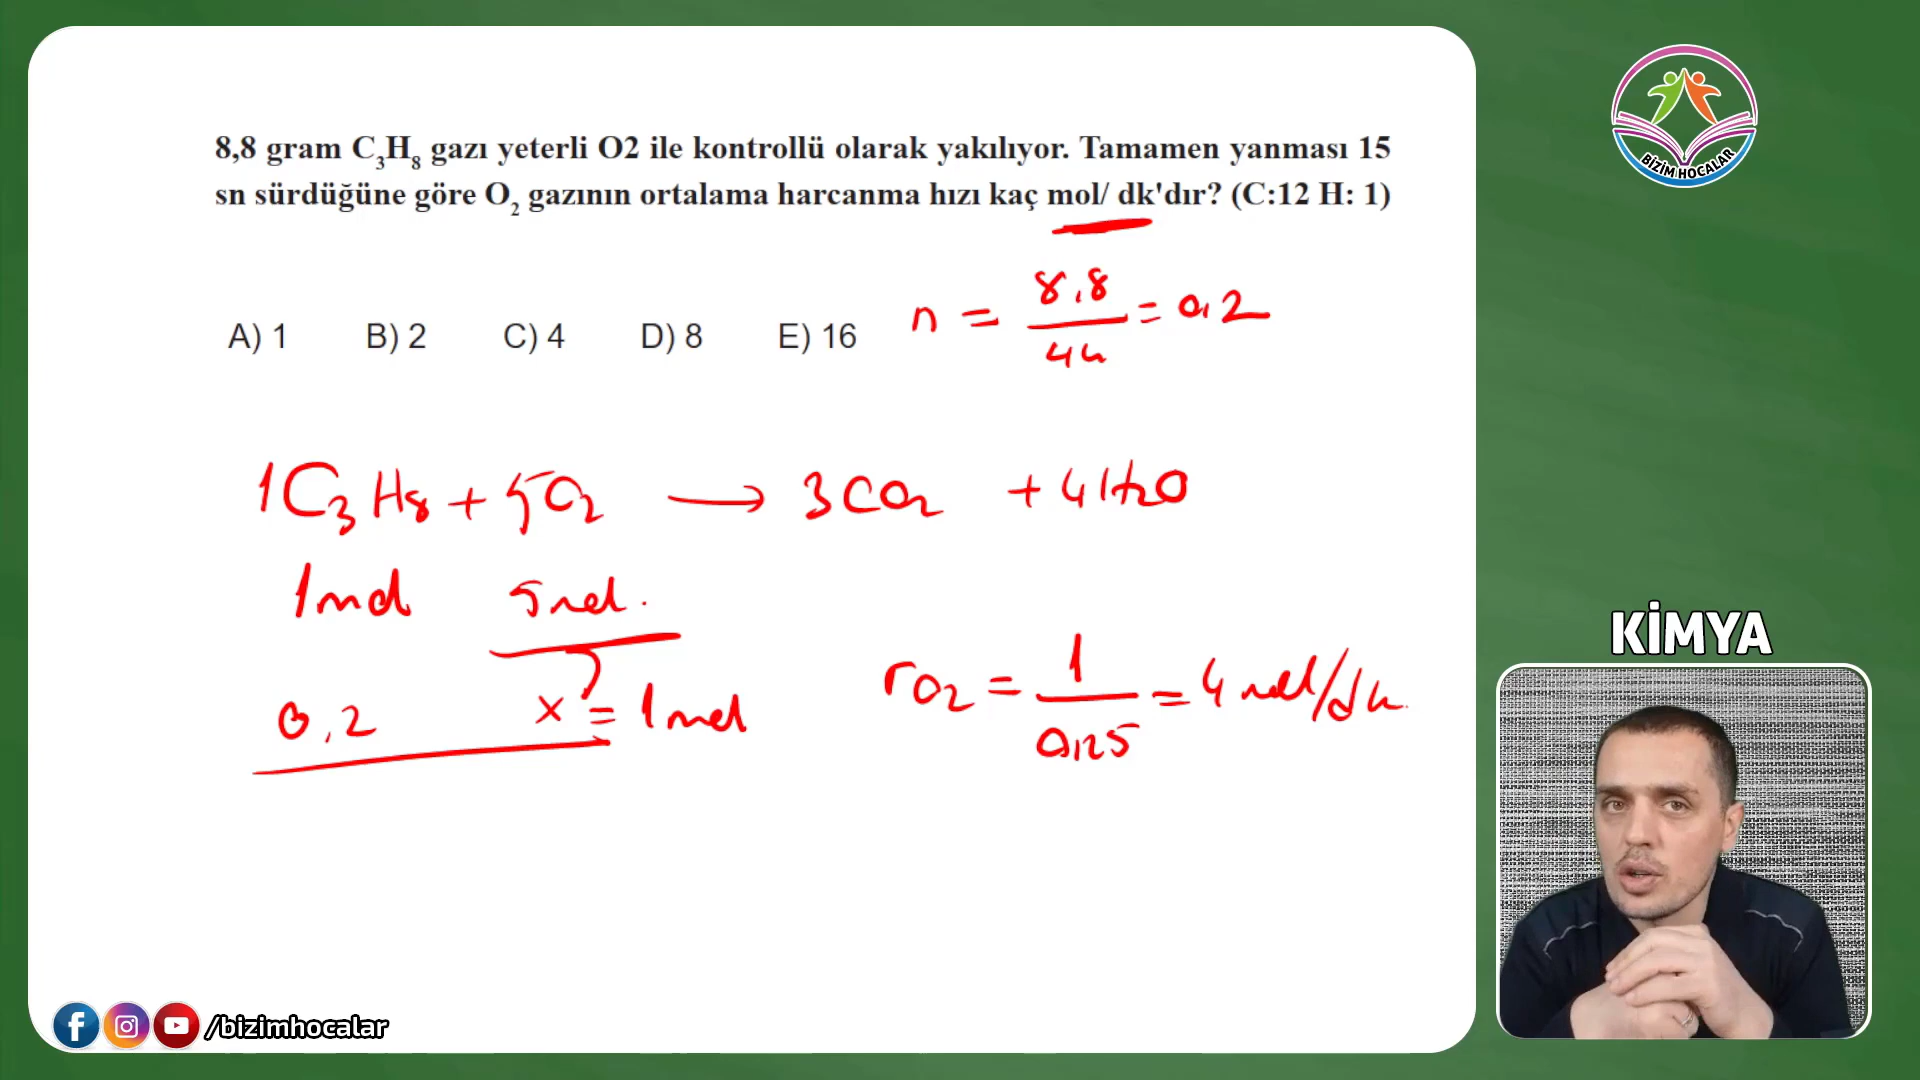 8,8 gram C₃H₈ gazı yeterli O2 ile kontrollü olarak yakılıyor. Tamamen yanması 15
sn sürdüğüne göre O₂ gazının ortalama harcanma hızı kaç mol/ dk'dır? (C:12 H: 1)
A) 1 B) 2 C) 4 D) 8 E) 16
n = 8,8 / 44 = 0,2
1C₃H₈ + 5O₂ → 3CO₂ + 4H₂O
1mol 5mol.
0,2 x = 1mol
rO₂ = 1 / 0,25 = 4 mol/dk.
BİZİM HOCALAR
KİMYA
/bizimhocalar